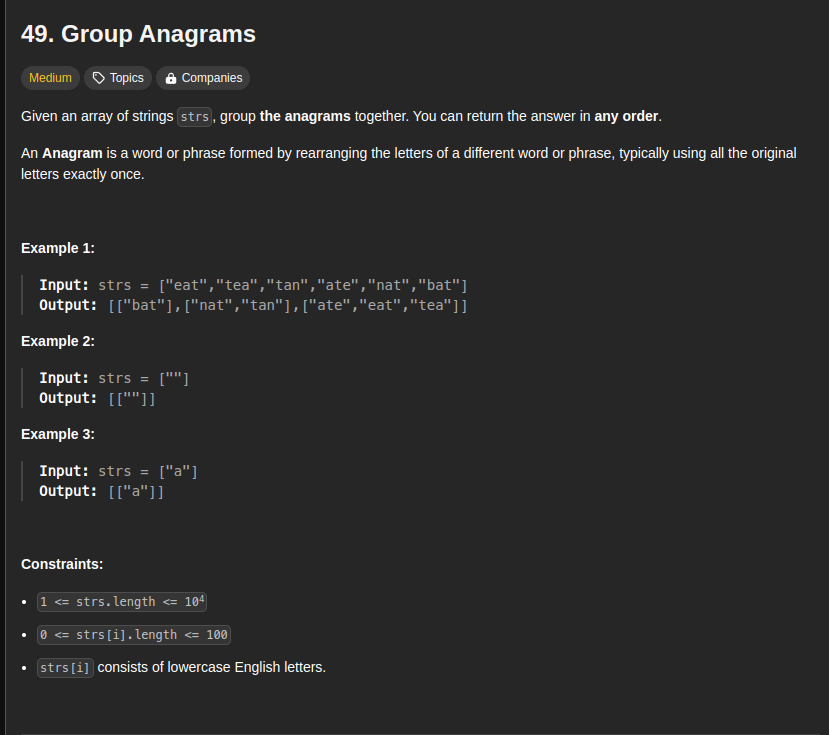 49. Group Anagrams
Medium Topics Companies
Given an array of strings strs, group the anagrams together. You can return the answer in any order.
An Anagram is a word or phrase formed by rearranging the letters of a different word or phrase, typically using all the original
letters exactly once.
Example 1:
Input: strs = ["eat","tea","tan","ate","nat","bat"]
Output: [["bat"],["nat","tan"],["ate","eat","tea"]]
Example 2:
Input: strs = [""]
Output: [[""]]
Example 3:
Input: strs = ["a"]
Output: [["a"]]
Constraints:
• 1 <= strs.length <= 10⁴
• 0 <= strs[i].length <= 100
• strs[i] consists of lowercase English letters.